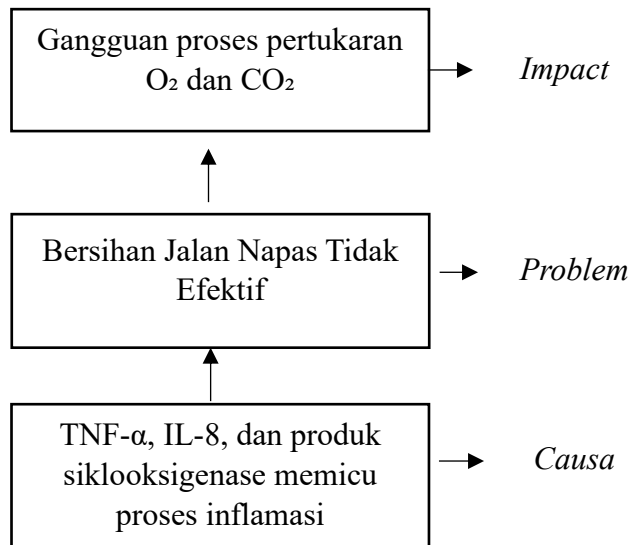 Gangguan proses pertukaran
O₂ dan CO₂
Impact
Bersihan Jalan Napas Tidak
Efektif
Problem
TNF-α, IL-8, dan produk
siklooksigenase memicu
proses inflamasi
Causa